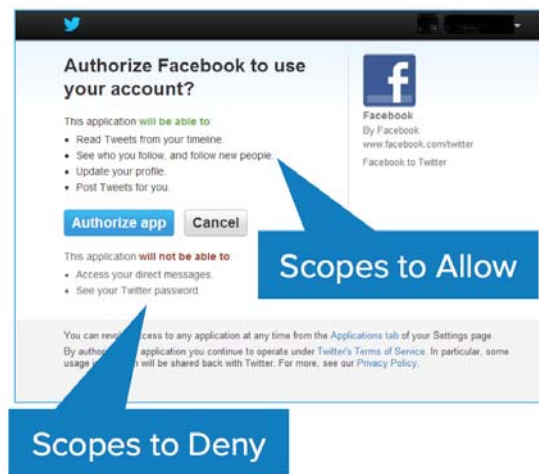 Authorize Facebook to use
your account?
This application will be able to:
• Read Tweets from your timeline.
• See who you follow, and follow new people.
• Update your profile.
• Post Tweets for you.
Authorize app Cancel
This application will not be able to:
• Access your direct messages.
• See your Twitter password.
Facebook
By Facebook
www.facebook.com/twitter
Facebook to Twitter
Scopes to Allow
You can access to any application at any time from the Applications tab of your Settings page.
By application you continue to operate under Twitter's Terms of Service. In particular, some
usage will be shared back with Twitter. For more, see our Privacy Policy.
Scopes to Deny